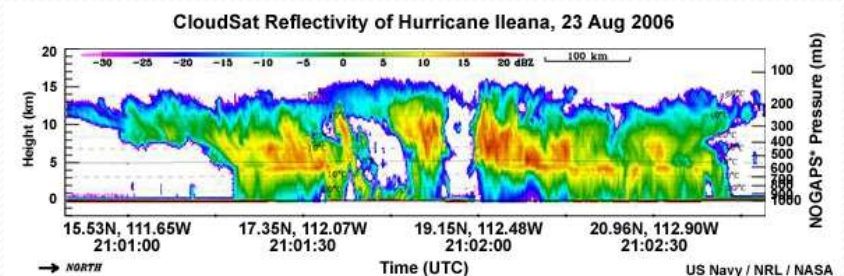 CloudSat Reflectivity of Hurricane Ileana, 23 Aug 2006
20
-30 -25 -20 -15 -10 -5 0 5 10 15 20 dBZ
100 km
15
10
5
0
Height (km)
100
200
300
400
500
600
1000
NOGAPS* Pressure (mb)
15.53N, 111.65W 17.35N, 112.07W 19.15N, 112.48W 20.96N, 112.90W
21:01:00 21:01:30 21:02:00 21:02:30
NORTH
Time (UTC)
US Navy / NRL / NASA